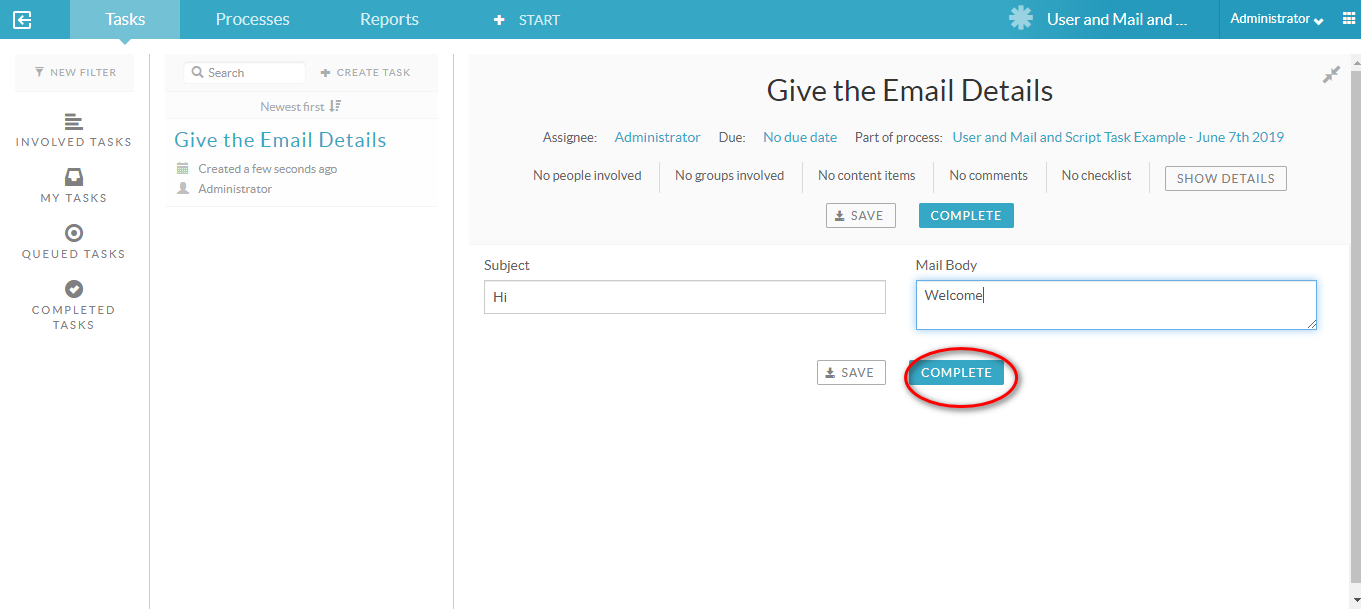 Tasks Processes Reports START User and Mail and ... Administrator
NEW FILTER
INVOLVED TASKS
MY TASKS
QUEUED TASKS
COMPLETED
TASKS
Search CREATE TASK
Newest first
Give the Email Details
Created a few seconds ago
Administrator
Give the Email Details
Assignee: Administrator Due: No due date Part of process: User and Mail and Script Task Example - June 7th 2019
No people involved No groups involved No content items No comments No checklist SHOW DETAILS
SAVE COMPLETE
Subject Mail Body
Hi Welcome
SAVE COMPLETE